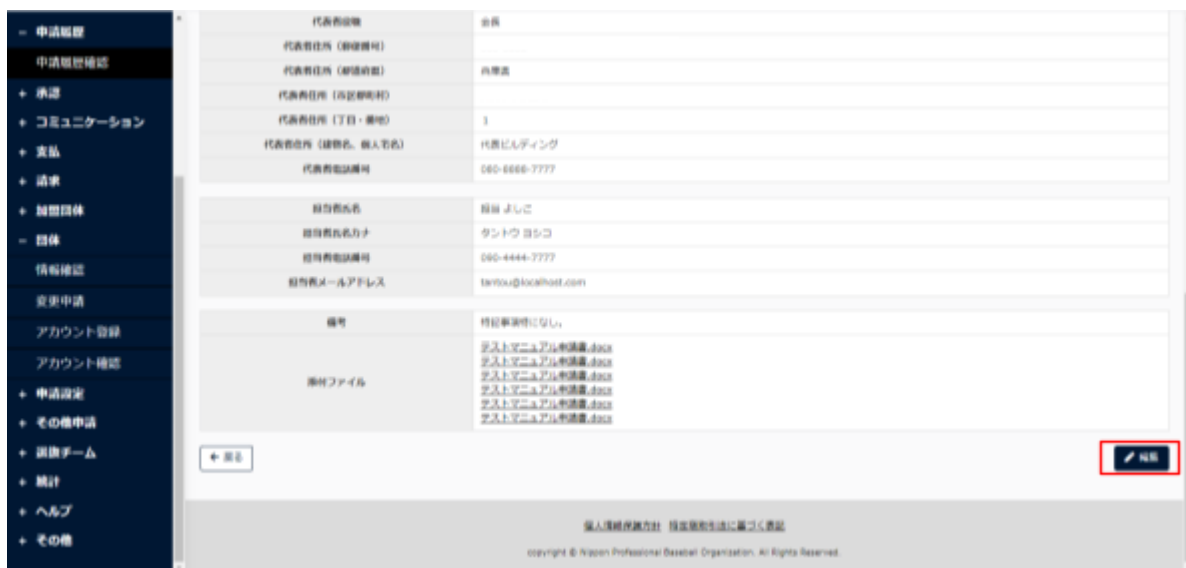 − 申請履歴
申請履歴確認
+ 承認
+ コミュニケーション
+ 支払
+ 請求
+ 加盟団体
− 団体
情報確認
変更申請
アカウント登録
アカウント確認
+ 申請設定
+ その他申請
+ 選抜チーム
+ 統計
+ ヘルプ
+ その他
代表者役職 会長
代表者住所（郵便番号）
代表者住所（都道府県）
代表者住所（市区町村）
代表者住所（丁目・番地） 1
代表者住所（建物名、個人宅名） 代表ビルディング
代表者電話番号 080-6666-7777
担当者氏名 担当 よしこ
担当者氏名カナ タントウ ヨシコ
担当者電話番号 090-4444-7777
担当者メールアドレス tantou@localhost.com
備考 特記事項特になし。
添付ファイル
テストマニュアル申請書.docx
テストマニュアル申請書.docx
テストマニュアル申請書.docx
テストマニュアル申請書.docx
テストマニュアル申請書.docx
テストマニュアル申請書.docx
← 戻る
編集
個人情報保護方針 特定商取引法に基づく表記
copyright © Nippon Professional Baseball Organization. All Rights Reserved.